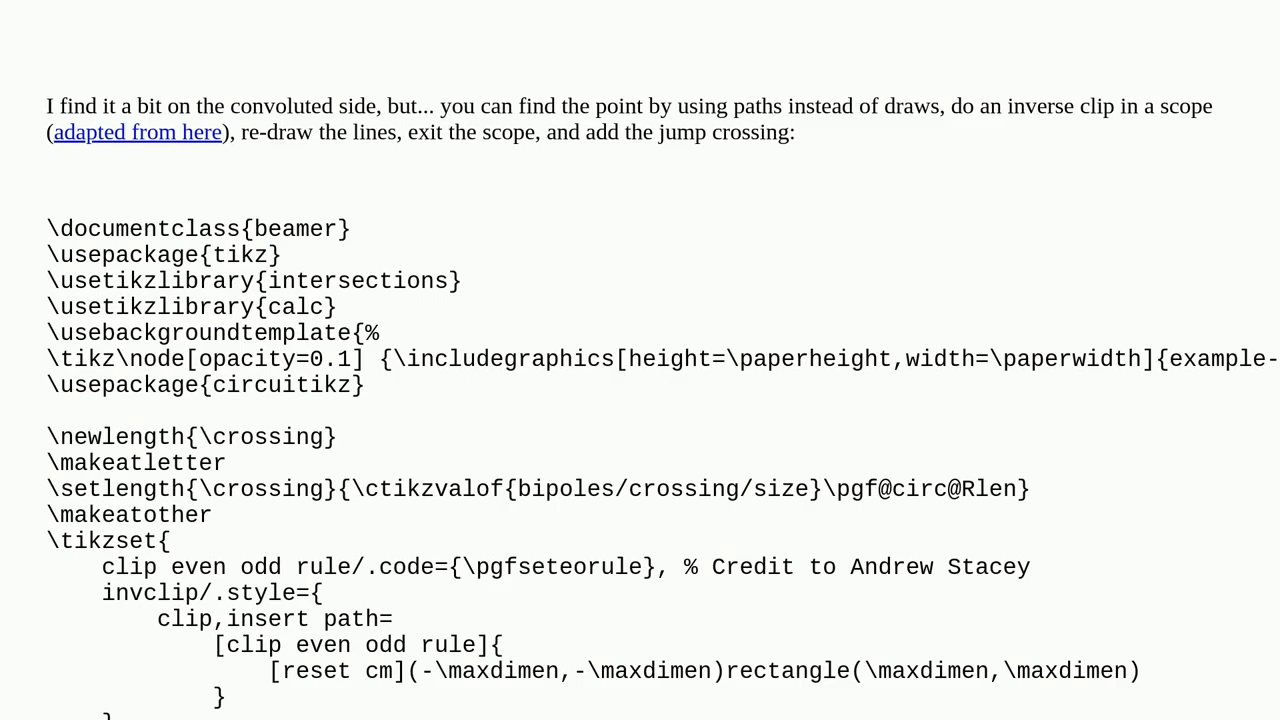 I find it a bit on the convoluted side, but... you can find the point by using paths instead of draws, do an inverse clip in a scope
(adapted from here), re-draw the lines, exit the scope, and add the jump crossing:
\documentclass{beamer}
\usepackage{tikz}
\usetikzlibrary{intersections}
\usetikzlibrary{calc}
\usebackgroundtemplate{%
\tikz\node[opacity=0.1] {\includegraphics[height=\paperheight,width=\paperwidth]{example-
\usepackage{circuitikz}
\newlength{\crossing}
\makeatletter
\setlength{\crossing}{\ctikzvalof{bipoles/crossing/size}\pgf@circ@Rlen}
\makeatother
\tikzset{
    clip even odd rule/.code={\pgfseteorule}, % Credit to Andrew Stacey
    invclip/.style={
        clip,insert path=
            [clip even odd rule]{
                [reset cm](-\maxdimen,-\maxdimen)rectangle(\maxdimen,\maxdimen)
            }
    }